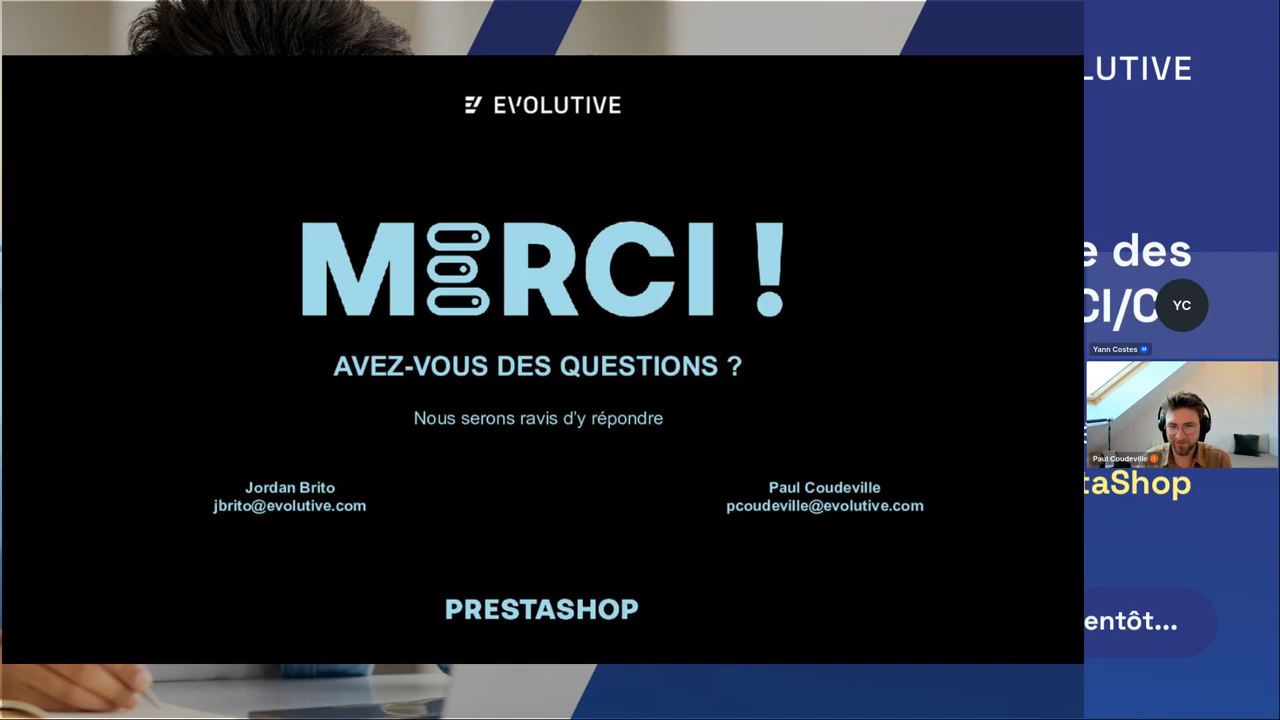 EVOLUTIVE
MERCI !
AVEZ-VOUS DES QUESTIONS ?
Nous serons ravis d'y répondre
Jordan Brito
jbrito@evolutive.com
Paul Coudeville
pcoudeville@evolutive.com
PRESTASHOP
LUTIVE
e des
CI/C
YC
Yann Costes
Paul Coudeville
taShop
entôt...